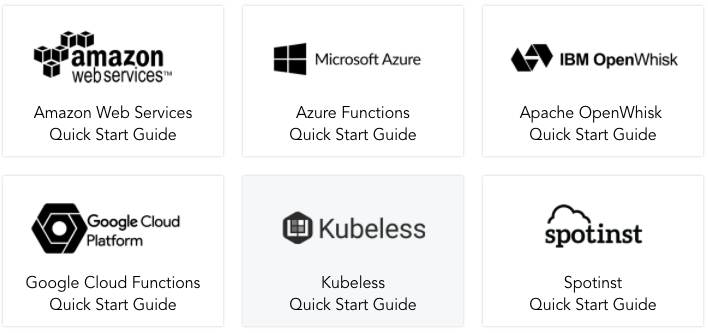 amazon
web services™
Amazon Web Services
Quick Start Guide
Microsoft Azure
Azure Functions
Quick Start Guide
IBM OpenWhisk
Apache OpenWhisk
Quick Start Guide
Google Cloud
Platform
Google Cloud Functions
Quick Start Guide
Kubeless
Kubeless
Quick Start Guide
spotinst
Spotinst
Quick Start Guide